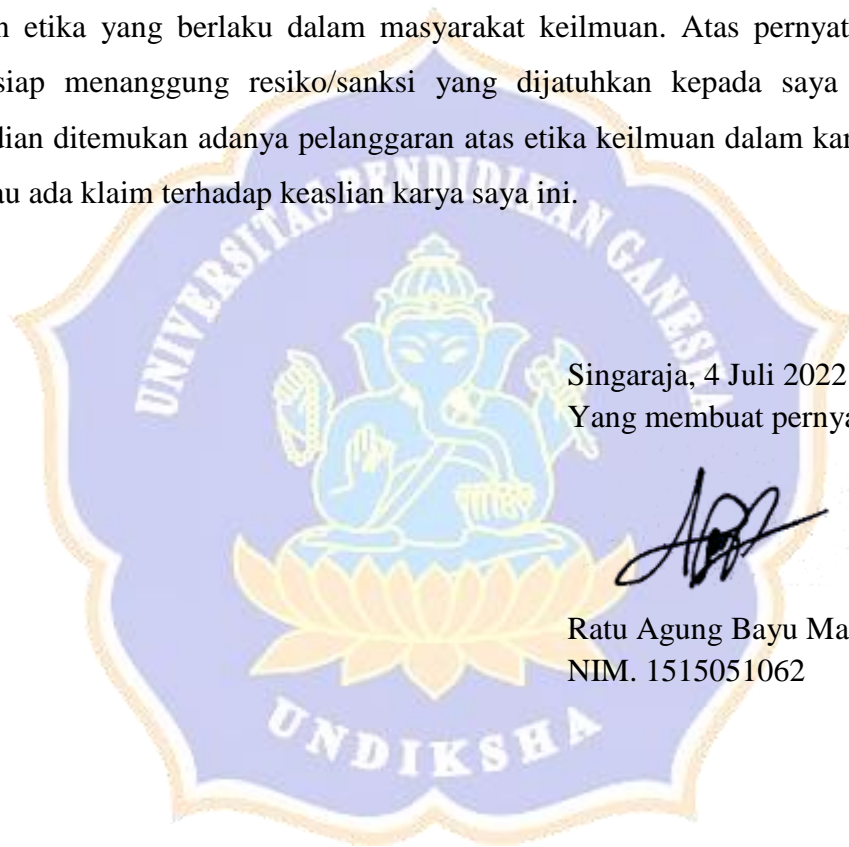 n etika yang berlaku dalam masyarakat keilmuan. Atas pernyat
siap menanggung resiko/sanksi yang dijatuhkan kepada saya
dian ditemukan adanya pelanggaran atas etika keilmuan dalam kar
au ada klaim terhadap keaslian karya saya ini.
UNIVERSITAS PENDIDIKAN GANESHA
Singaraja, 4 Juli 2022
Yang membuat pernya
Ratu Agung Bayu Ma
NIM. 1515051062
UNDIKSHA